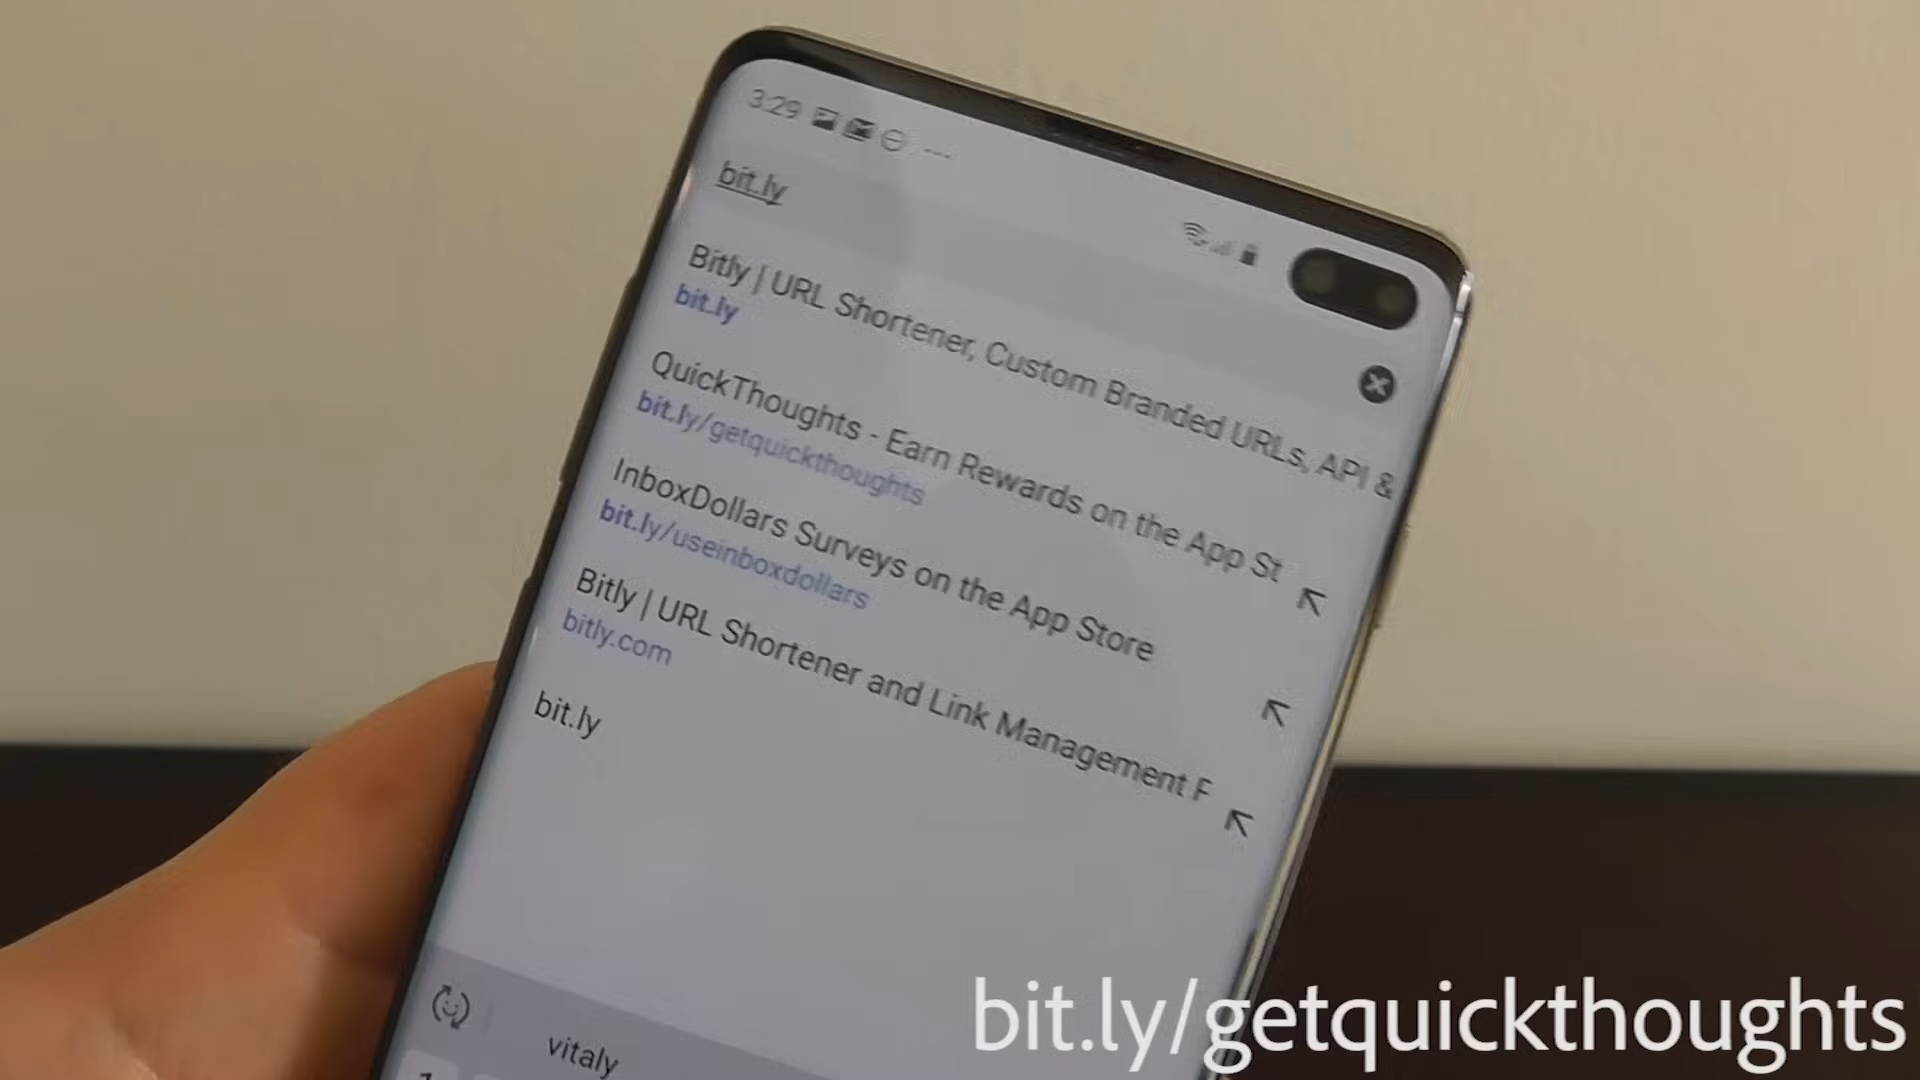 3:29
bit.ly
Bitly | URL Shortener, Custom Branded URLs, API &
bit.ly
QuickThoughts - Earn Rewards on the App St
bit.ly/getquickthoughts
InboxDollars Surveys on the App Store
bit.ly/useinboxdollars
Bitly | URL Shortener and Link Management P
bitly.com
bit.ly
vitaly
bit.ly/getquickthoughts